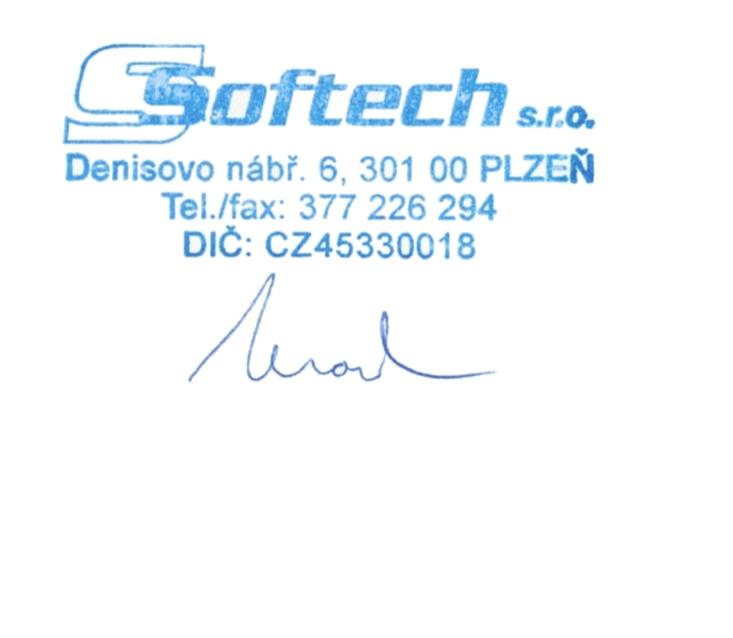 Softech s.r.o.
Denisovo nábř. 6, 301 00 PLZEŇ
Tel./fax: 377 226 294
DIČ: CZ45330018